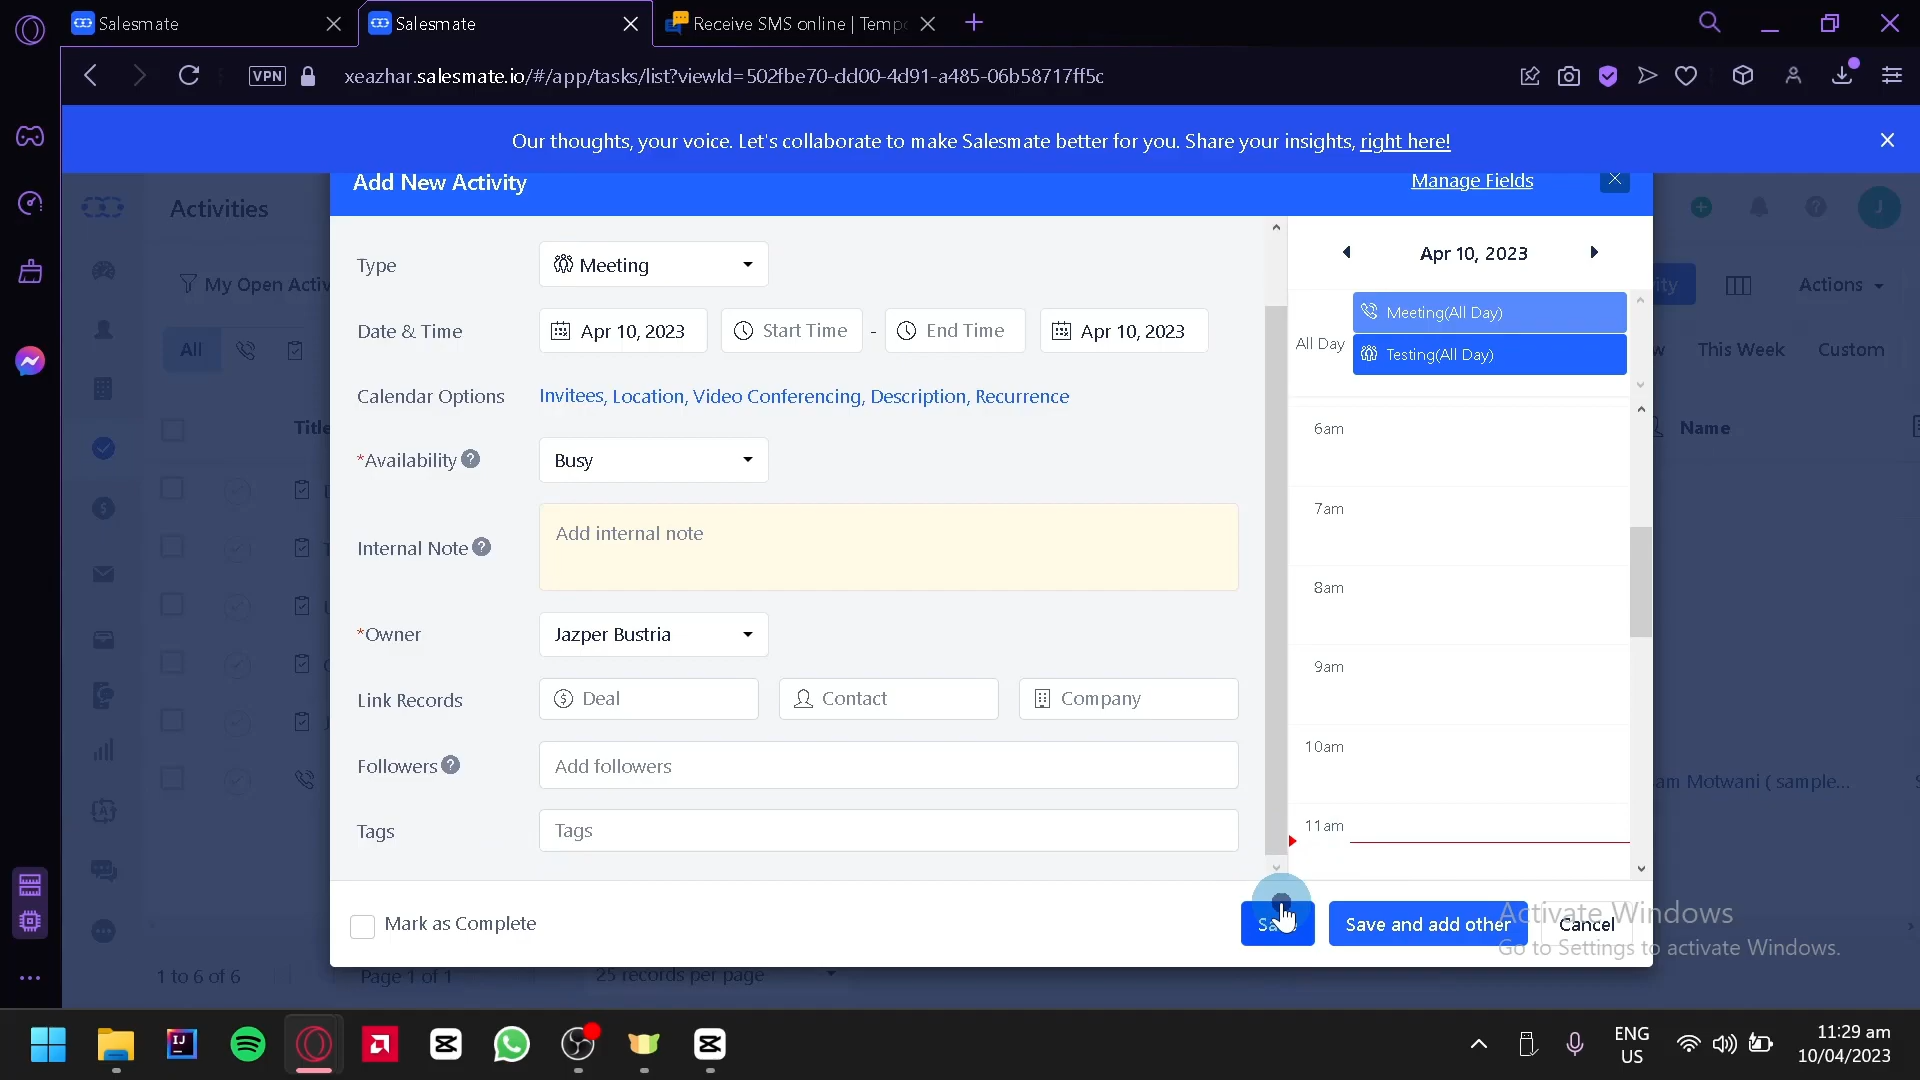 Salesmate
Salesmate
Receive SMS online | Tempo
VPN
xeazhar.salesmate.io/#/app/tasks/list?viewId=502fbe70-dd00-4d91-a485-06b58717ff5c
Our thoughts, your voice. Let's collaborate to make Salesmate better for you. Share your insights, right here!
Activities
Add New Activity
Manage Fields
J
My Open Activ
Actions
All
This Week
Custom
Title
Name
Type
Meeting
Date & Time
Apr 10, 2023
Start Time
-
End Time
Apr 10, 2023
Calendar Options
Invitees, Location, Video Conferencing, Description, Recurrence
*Availability
Busy
Internal Note
Add internal note
*Owner
Jazper Bustria
Link Records
Deal
Contact
Company
Followers
Add followers
Tags
Tags
Apr 10, 2023
All Day
Meeting(All Day)
Testing(All Day)
6am
7am
8am
9am
10am
11am
am Motwani ( sample...
Mark as Complete
Save and add other
Cancel
Activate Windows
Go to Settings to activate Windows.
1 to 6 of 6
Page 1 of 1
25 records per page
ENG
US
11:29 am
10/04/2023